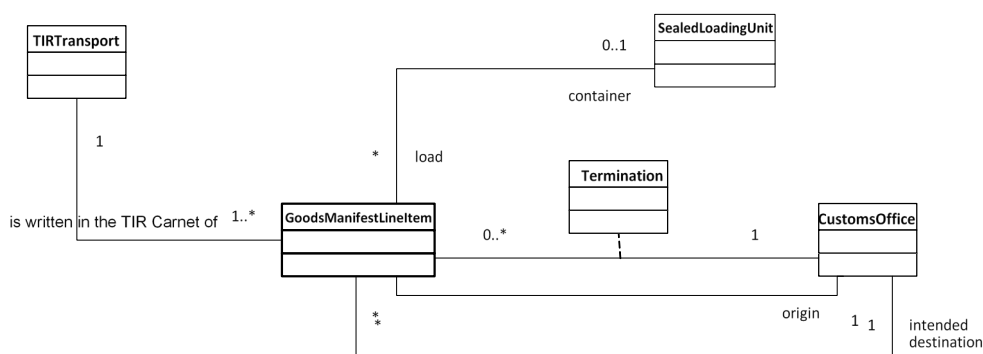 SealedLoadingUnit
TIRTransport
0..1
container
1
*
load
Termination
is written in the TIR Carnet of
1..*
GoodsManifestLineItem
CustomsOffice
0..*
1
origin
*
*
1
1
intended
destination